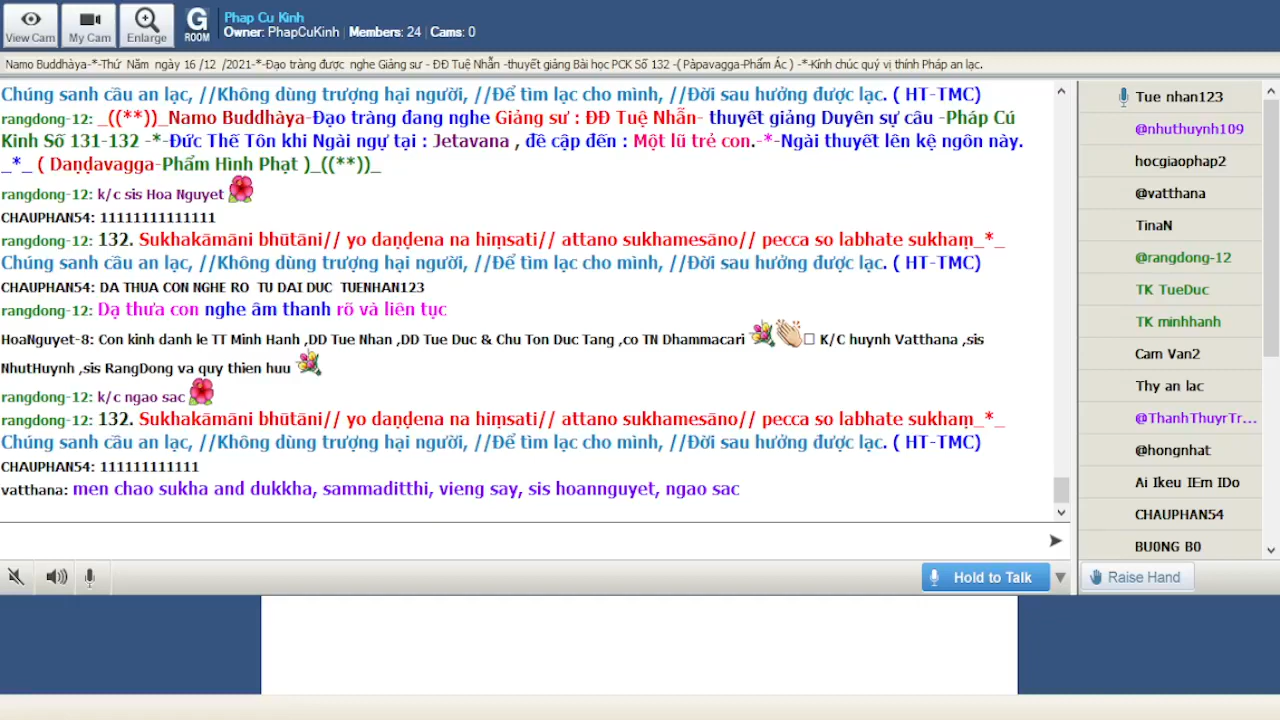 View Cam
My Cam
Enlarge
G
ROOM
Phap Cu Kinh
Owner: PhapCuKinh | Members: 24 | Cams: 0
Namo Buddhàya-*-Thứ Năm ngày 16 /12 /2021-*-Đạo tràng được nghe Giảng sư - ĐĐ Tuệ Nhẫn -thuyết giảng Bài học PCK Số 132 -( Pàpavagga-Phẩm Ác ) -*-Kính chúc quý vị thính Pháp an lạc.
Chúng sanh cầu an lạc, //Không dùng trượng hại người, //Để tìm lạc cho mình, //Đời sau hưởng được lạc. ( HT-TMC)
rangdong-12: _((**))_Namo Buddhàya-Đạo tràng đang nghe Giảng sư : ĐĐ Tuệ Nhẫn- thuyết giảng Duyên sự câu -Pháp Cú
Kinh Số 131-132 -*-Đức Thế Tôn khi Ngài ngự tại : Jetavana , đề cập đến : Một lũ trẻ con.-*-Ngài thuyết lên kệ ngôn này.
_*_ ( Daṇḍavagga-Phẩm Hình Phạt )_((**))_
rangdong-12: k/c sis Hoa Nguyet
CHAUPHAN54: 11111111111111
rangdong-12: 132. Sukhakāmāni bhūtāni// yo daṇḍena na hiṃsati// attano sukhamesāno// pecca so labhate sukhaṃ_*_
Chúng sanh cầu an lạc, //Không dùng trượng hại người, //Để tìm lạc cho mình, //Đời sau hưởng được lạc. ( HT-TMC)
CHAUPHAN54: DA THUA CON NGHE RO TU DAI DUC TUENHAN123
rangdong-12: Dạ thưa con nghe âm thanh rõ và liên tục
HoaNguyet-8: Con kinh danh le TT Minh Hanh ,DD Tue Nhan ,DD Tue Duc & Chu Ton Duc Tang ,co TN Dhammacari K/C huynh Vatthana ,sis
NhutHuynh ,sis RangDong va quy thien huu
rangdong-12: k/c ngao sac
rangdong-12: 132. Sukhakāmāni bhūtāni// yo daṇḍena na hiṃsati// attano sukhamesāno// pecca so labhate sukhaṃ_*_
Chúng sanh cầu an lạc, //Không dùng trượng hại người, //Để tìm lạc cho mình, //Đời sau hưởng được lạc. ( HT-TMC)
CHAUPHAN54: 111111111111
vatthana: men chao sukha and dukkha, sammaditthi, vieng say, sis hoannguyet, ngao sac
Hold to Talk
Tue nhan123
@nhuthuynh109
hocgiaophap2
@vatthana
TinaN
@rangdong-12
TK TueDuc
TK minhhanh
Cam Van2
Thy an lac
@ThanhThuyrTr...
@hongnhat
Ai Ikeu IEm IDo
CHAUPHAN54
BU0NG B0
Raise Hand